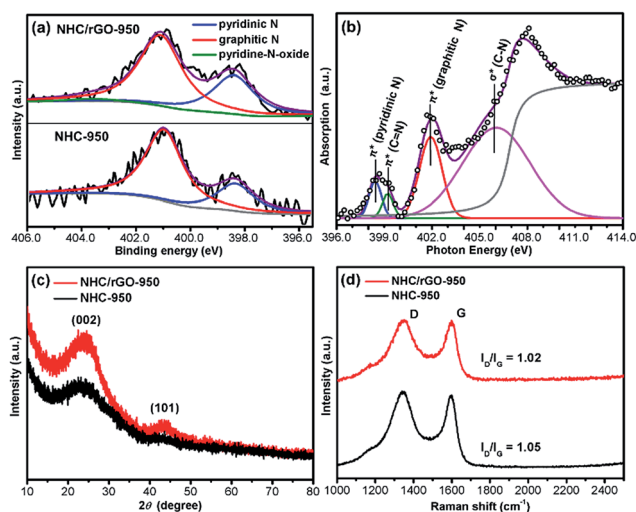 (a) NHC/rGO-950
pyridinic N
graphitic N
pyridine-N-oxide
NHC-950
Intensity (a.u.)
406.0 404.0 402.0 400.0 398.0 396.0
Binding energy (eV)
(b)
π* (pyridinic N)
π* (C=N)
π* (graphitic N)
σ* (C-N)
Absorption (a.u.)
396.0 399.0 402.0 405.0 408.0 411.0 414.0
Photon Energy (eV)
(c)
NHC/rGO-950
NHC-950
(002)
(101)
Intensity (a.u.)
10 20 30 40 50 60 70 80
2θ (degree)
(d)
NHC/rGO-950
NHC-950
D G
I_D/I_G = 1.02
I_D/I_G = 1.05
Intensity (a.u.)
1000 1200 1400 1600 1800 2000 2200 2400
Raman shift (cm⁻¹)